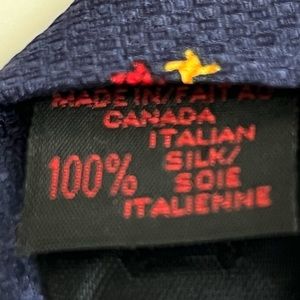 MADE IN/FAIT AU
CANADA
ITALIAN
100% SILK/
SOIE
ITALIENNE